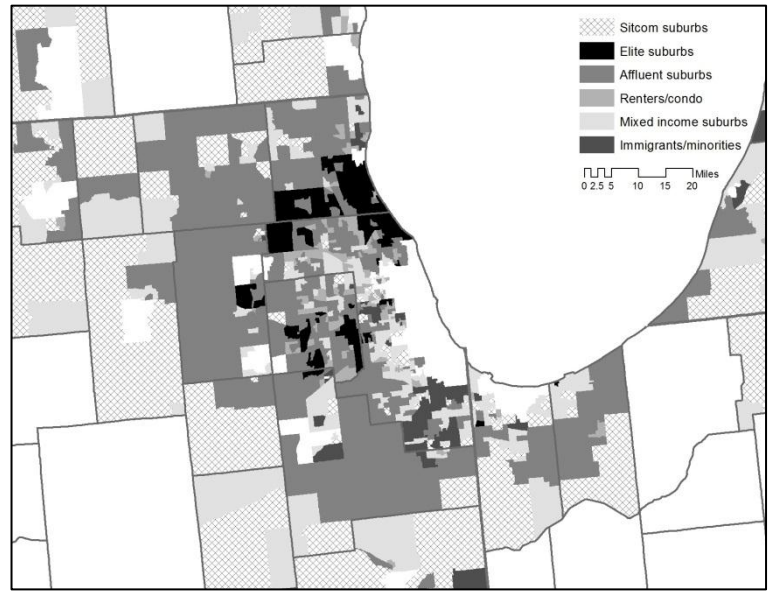 Sitcom suburbs
Elite suburbs
Affluent suburbs
Renters/condo
Mixed income suburbs
Immigrants/minorities
Miles
0 2.5 5 10 15 20